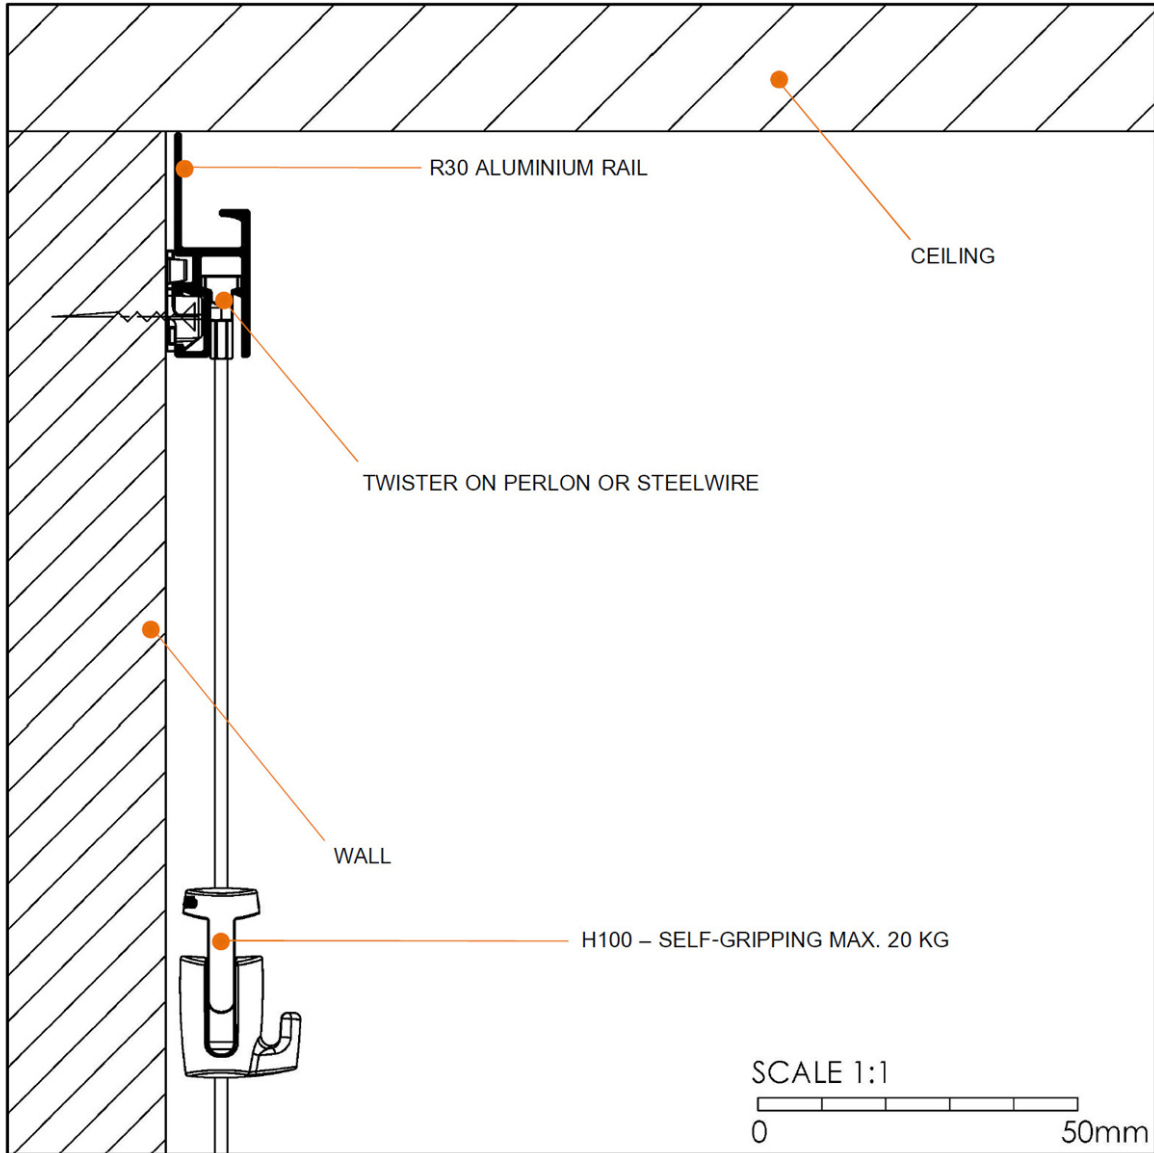 R30 ALUMINIUM RAIL
CEILING
TWISTER ON PERLON OR STEELWIRE
WALL
H100 – SELF-GRIPPING MAX. 20 KG
SCALE 1:1
0 50mm